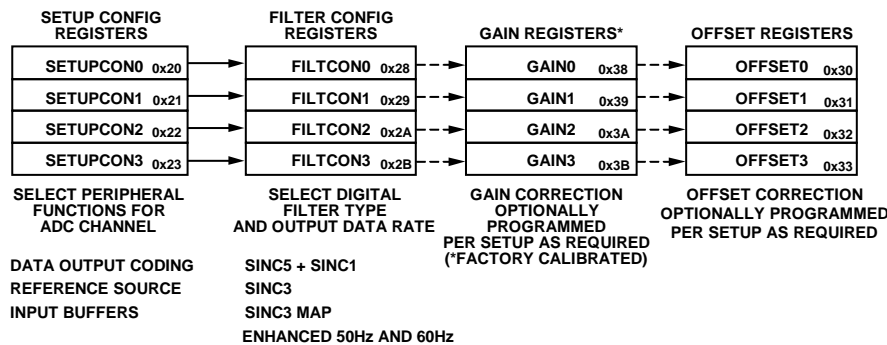 SETUP CONFIG
REGISTERS
FILTER CONFIG
REGISTERS
GAIN REGISTERS*
OFFSET REGISTERS
SETUPCON0 0x20
FILTCON0 0x28
GAIN0 0x38
OFFSET0 0x30
SETUPCON1 0x21
FILTCON1 0x29
GAIN1 0x39
OFFSET1 0x31
SETUPCON2 0x22
FILTCON2 0x2A
GAIN2 0x3A
OFFSET2 0x32
SETUPCON3 0x23
FILTCON3 0x2B
GAIN3 0x3B
OFFSET3 0x33
SELECT PERIPHERAL
FUNCTIONS FOR
ADC CHANNEL
SELECT DIGITAL
FILTER TYPE
AND OUTPUT DATA RATE
GAIN CORRECTION
OPTIONALLY
PROGRAMMED
PER SETUP AS REQUIRED
(*FACTORY CALIBRATED)
OFFSET CORRECTION
OPTIONALLY PROGRAMMED
PER SETUP AS REQUIRED
DATA OUTPUT CODING
REFERENCE SOURCE
INPUT BUFFERS
SINC5 + SINC1
SINC3
SINC3 MAP
ENHANCED 50Hz AND 60Hz